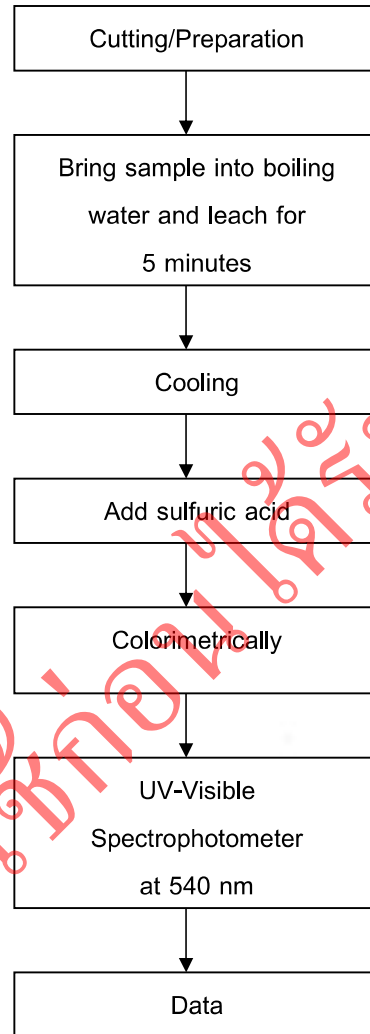 Cutting/Preparation
Bring sample into boiling
water and leach for
5 minutes
Cooling
Add sulfuric acid
Colorimetrically
UV-Visible
Spectrophotometer
at 540 nm
Data